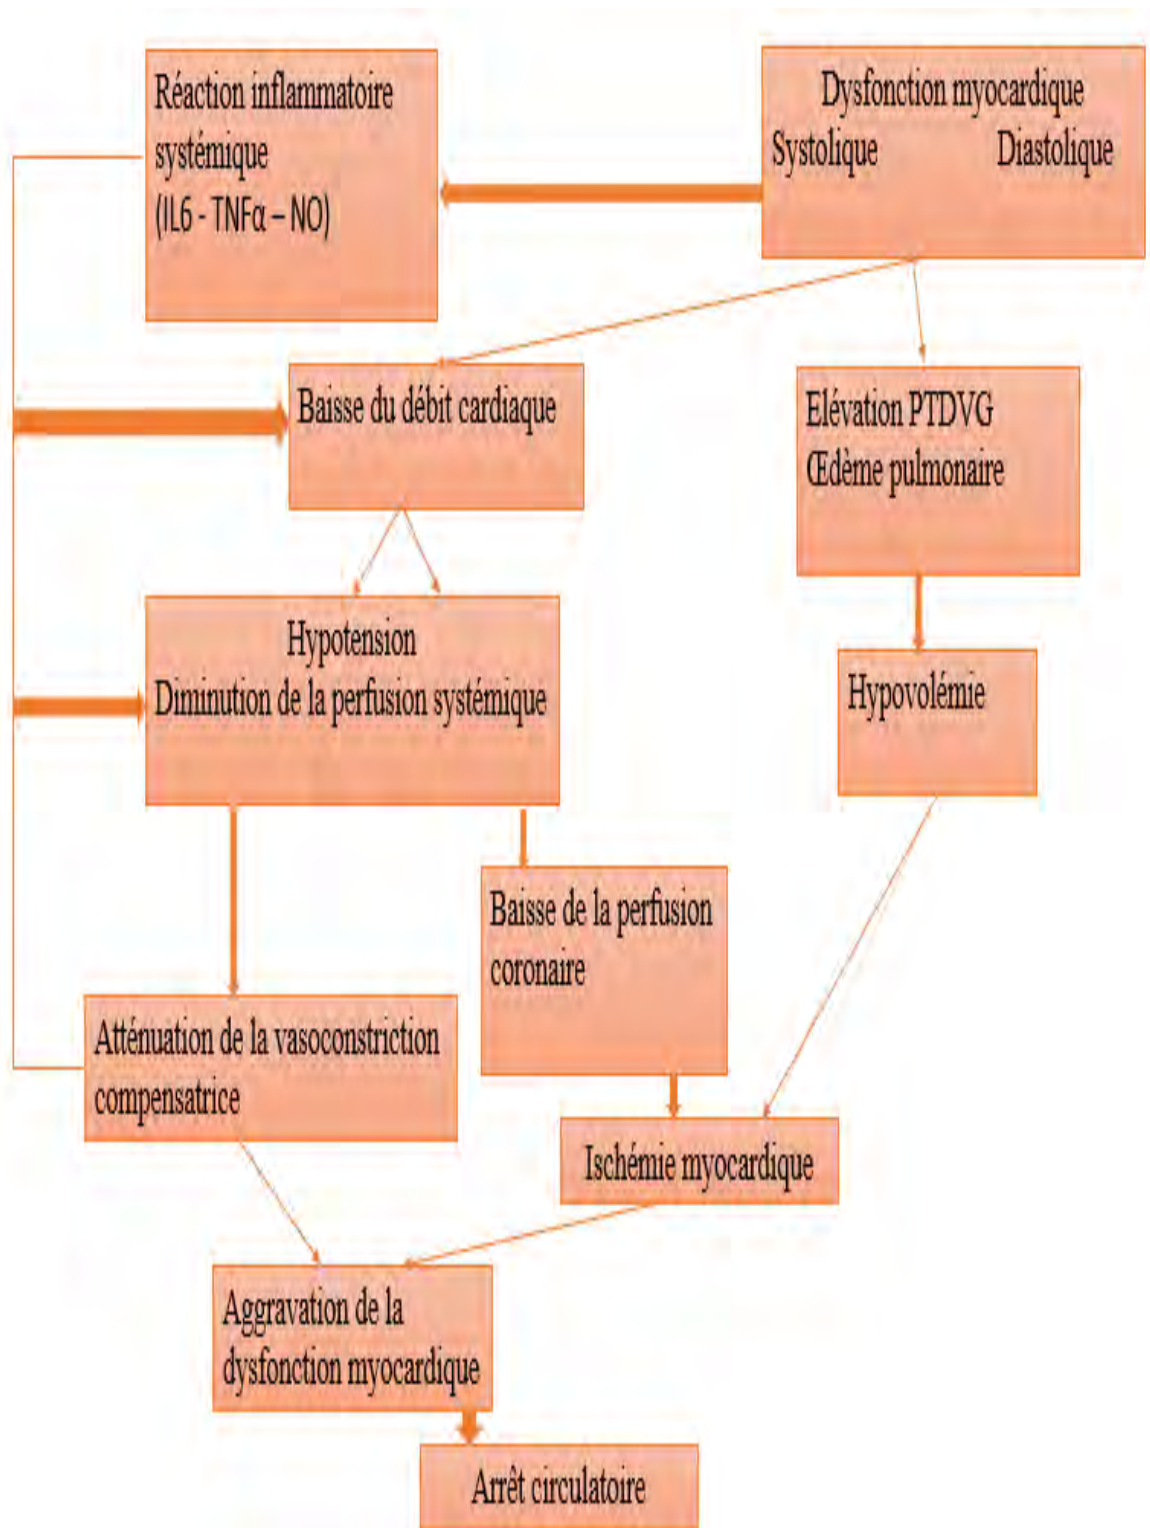 Réaction inflammatoire
systémique
(IL6 - TNFα – NO)
Dysfonction myocardique
Systolique Diastolique
Baisse du débit cardiaque
Elévation PTDVG
Œdème pulmonaire
Hypotension
Diminution de la perfusion systémique
Hypovolémie
Baisse de la perfusion
coronaire
Atténuation de la vasoconstriction
compensatrice
Ischémie myocardique
Aggravation de la
dysfonction myocardique
Arrêt circulatoire